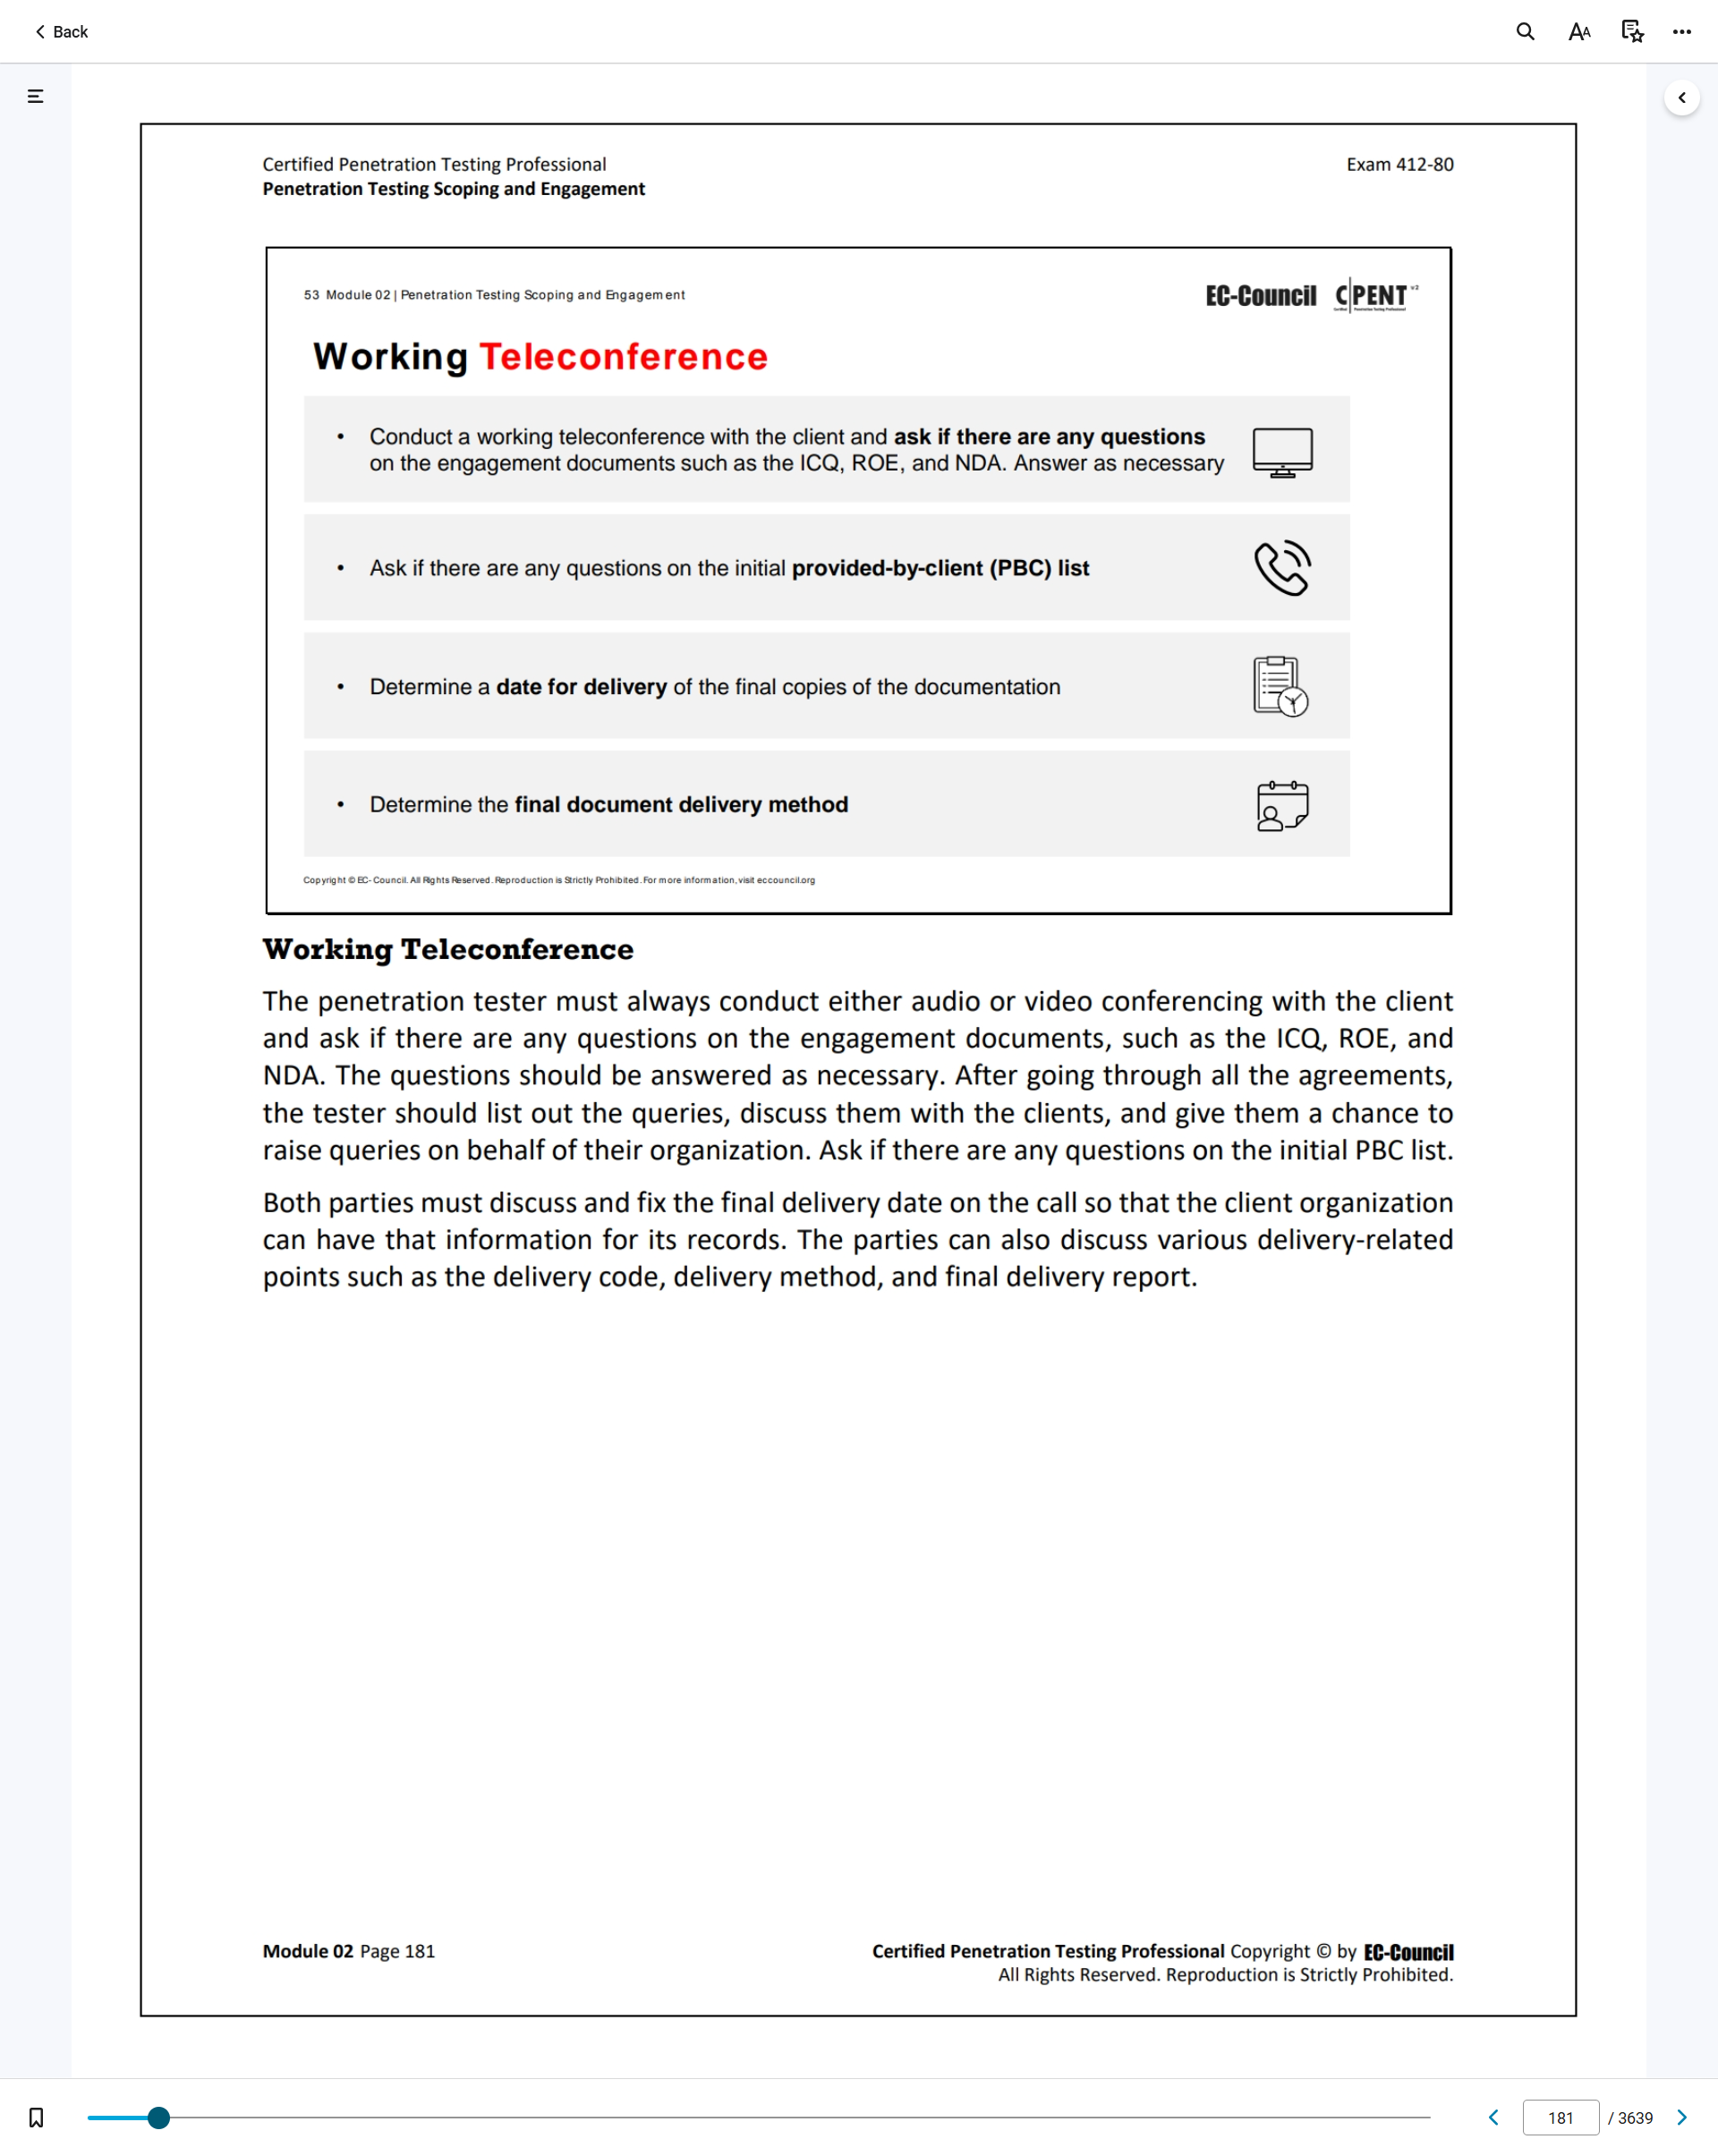 Back
Certified Penetration Testing Professional
Exam 412-80
Penetration Testing Scoping and Engagement
53 Module 02 | Penetration Testing Scoping and Engagement
EC-Council C|PENT v2
Working Teleconference
• Conduct a working teleconference with the client and ask if there are any questions
on the engagement documents such as the ICQ, ROE, and NDA. Answer as necessary
• Ask if there are any questions on the initial provided-by-client (PBC) list
• Determine a date for delivery of the final copies of the documentation
• Determine the final document delivery method
Copyright © EC-Council. All Rights Reserved. Reproduction is Strictly Prohibited. For more information, visit eccouncil.org
Working Teleconference
The penetration tester must always conduct either audio or video conferencing with the client
and ask if there are any questions on the engagement documents, such as the ICQ, ROE, and
NDA. The questions should be answered as necessary. After going through all the agreements,
the tester should list out the queries, discuss them with the clients, and give them a chance to
raise queries on behalf of their organization. Ask if there are any questions on the initial PBC list.
Both parties must discuss and fix the final delivery date on the call so that the client organization
can have that information for its records. The parties can also discuss various delivery-related
points such as the delivery code, delivery method, and final delivery report.
Module 02 Page 181
Certified Penetration Testing Professional Copyright © by EC-Council
All Rights Reserved. Reproduction is Strictly Prohibited.
181 / 3639